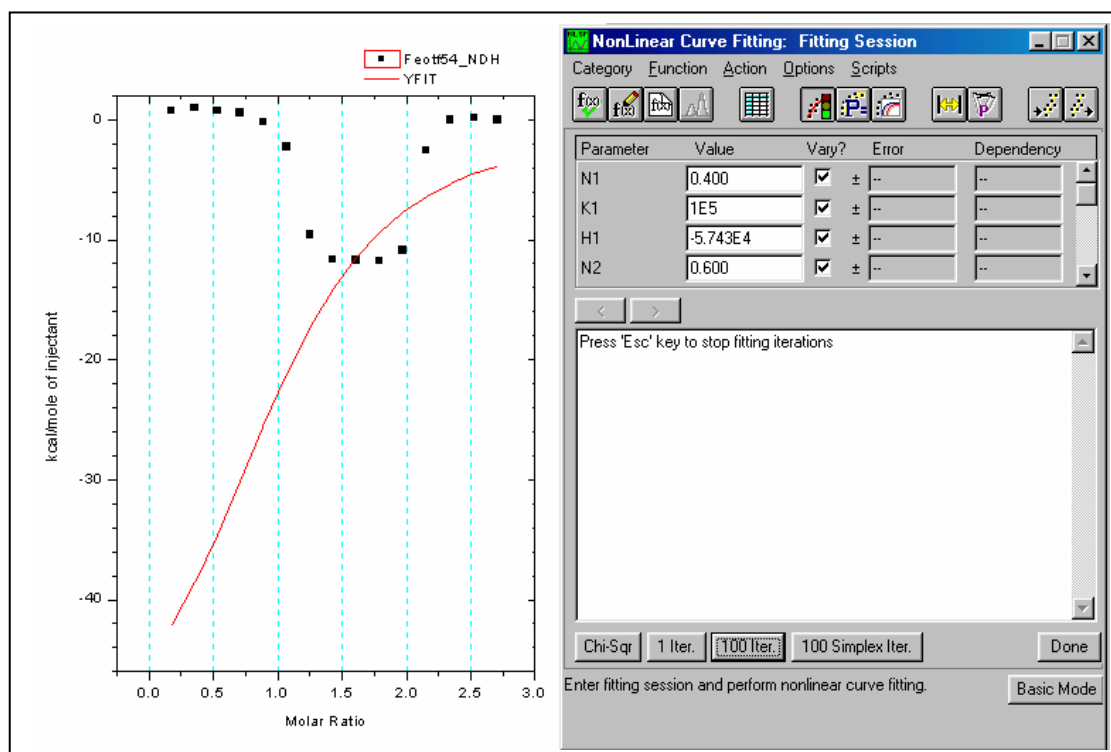 Feotf54_NDH
YFIT
0
-10
-20
-30
-40
kcal/mole of injectant
0.0 0.5 1.0 1.5 2.0 2.5 3.0
Molar Ratio
NLSF
NonLinear Curve Fitting: Fitting Session
Category Function Action Options Scripts
Parameter Value Vary? Error Dependency
N1 0.400 ± -- --
K1 1E5 ± -- --
H1 -5.743E4 ± -- --
N2 0.600 ± -- --
< >
Press 'Esc' key to stop fitting iterations
Chi-Sqr 1 Iter. 100 Iter. 100 Simplex Iter. Done
Enter fitting session and perform nonlinear curve fitting. Basic Mode